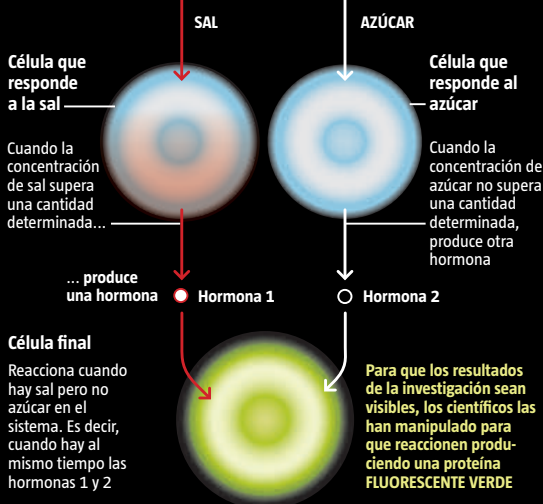 SAL
AZÚCAR
Célula que
responde
a la sal
Cuando la
concentración
de sal supera
una cantidad
determinada...
Célula que
responde al
azúcar
Cuando la
concentración de
azúcar no supera
una cantidad
determinada,
produce otra
hormona
... produce
una hormona
Hormona 1
Hormona 2
Célula final
Reacciona cuando
hay sal pero no
azúcar en el
sistema. Es decir,
cuando hay al
mismo tiempo las
hormonas 1 y 2
Para que los resultados
de la investigación sean
visibles, los científicos las
han manipulado para
que reaccionen produ-
ciendo una proteína
FLUORESCENTE VERDE